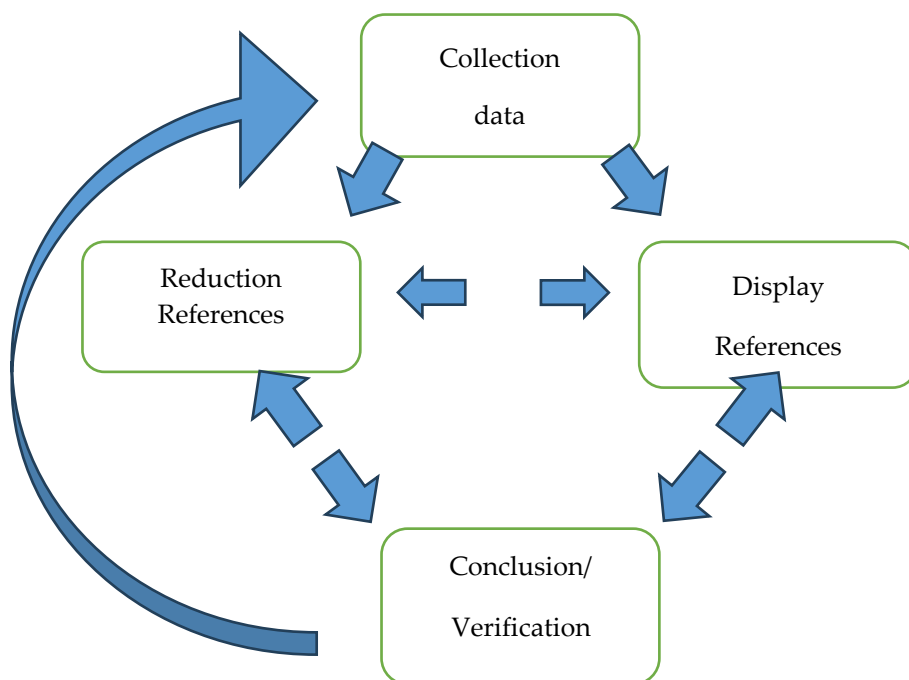 Collection
data
Reduction
References
Display
References
Conclusion/
Verification